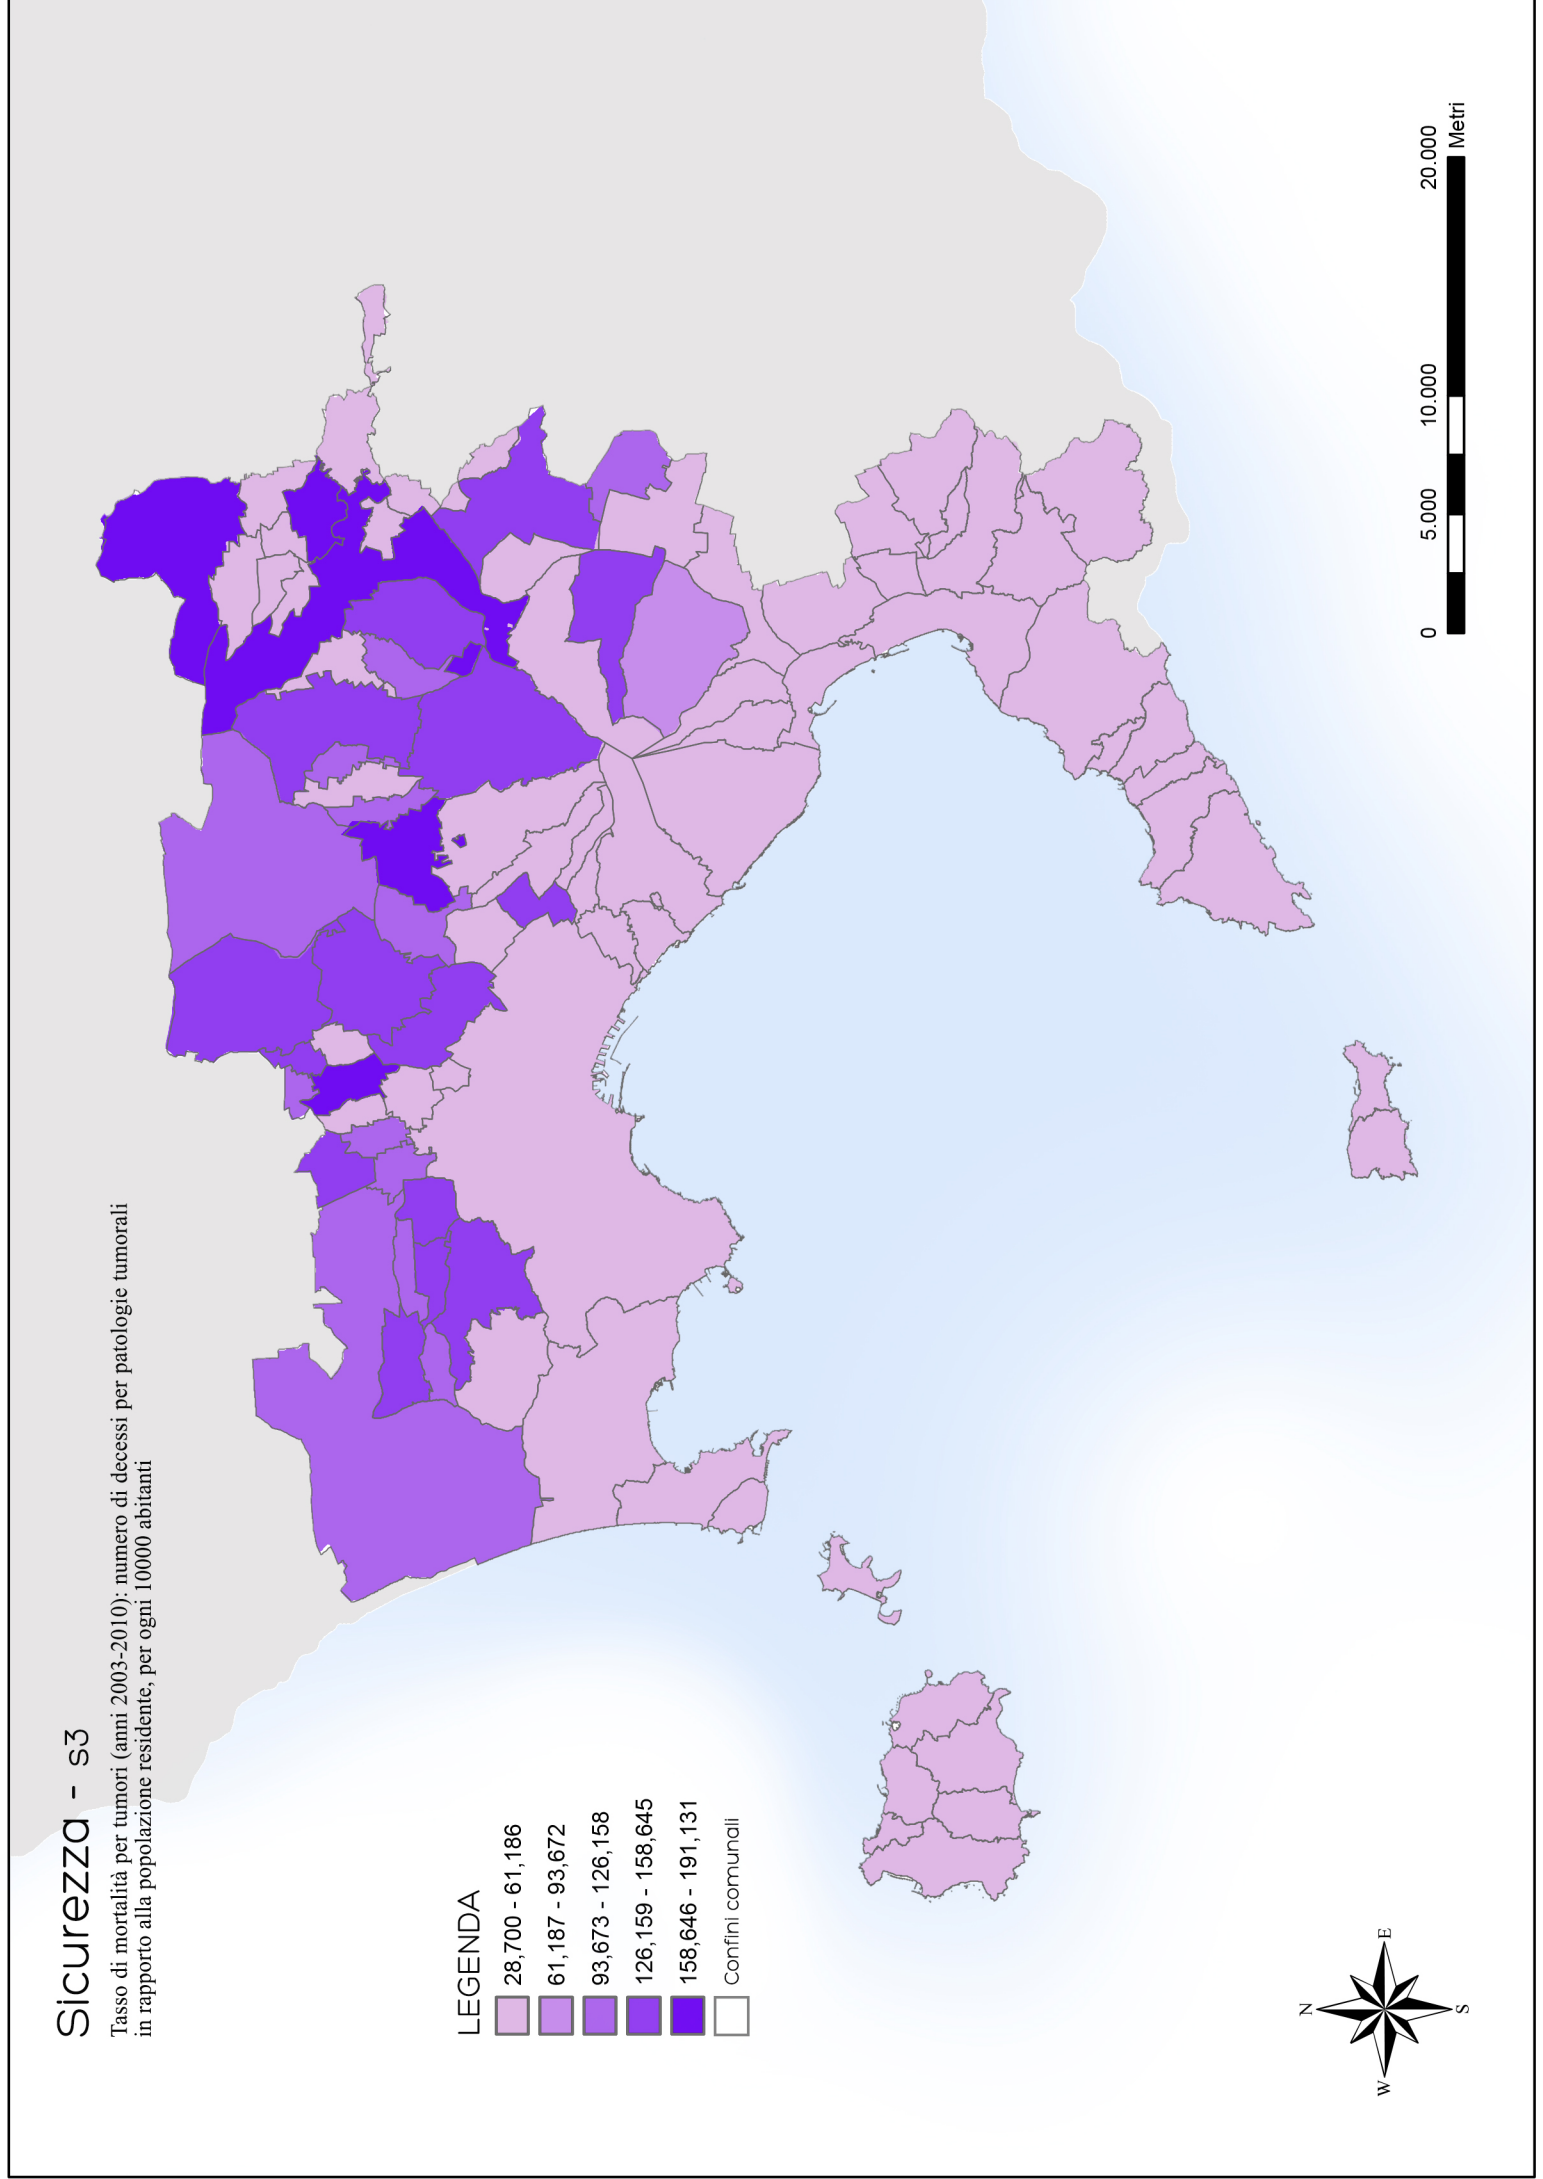 Sicurezza - s3
Tasso di mortalità per tumori (anni 2003-2010): numero di decessi per patologie tumorali
in rapporto alla popolazione residente, per ogni 10000 abitanti
LEGENDA
28,700 - 61,186
61,187 - 93,672
93,673 - 126,158
126,159 - 158,645
158,646 - 191,131
Confini comunali
N
W
E
S
0
5.000
10.000
20.000
Metri